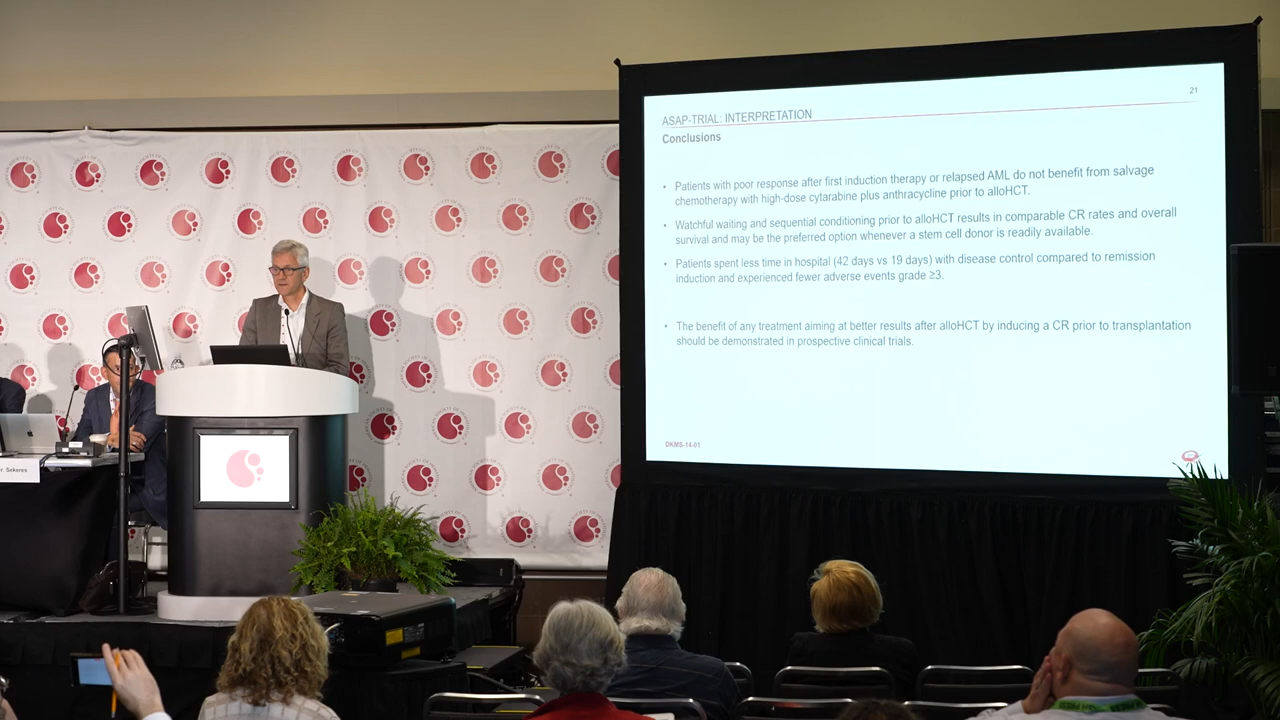 21
ASAP-TRIAL: INTERPRETATION
Conclusions
• Patients with poor response after first induction therapy or relapsed AML do not benefit from salvage
chemotherapy with high-dose cytarabine plus anthracycline prior to alloHCT.
• Watchful waiting and sequential conditioning prior to alloHCT results in comparable CR rates and overall
survival and may be the preferred option whenever a stem cell donor is readily available.
• Patients spent less time in hospital (42 days vs 19 days) with disease control compared to remission
induction and experienced fewer adverse events grade ≥3.
• The benefit of any treatment aiming at better results after alloHCT by inducing a CR prior to transplantation
should be demonstrated in prospective clinical trials.
DKMS-14-01
r. Sekeres